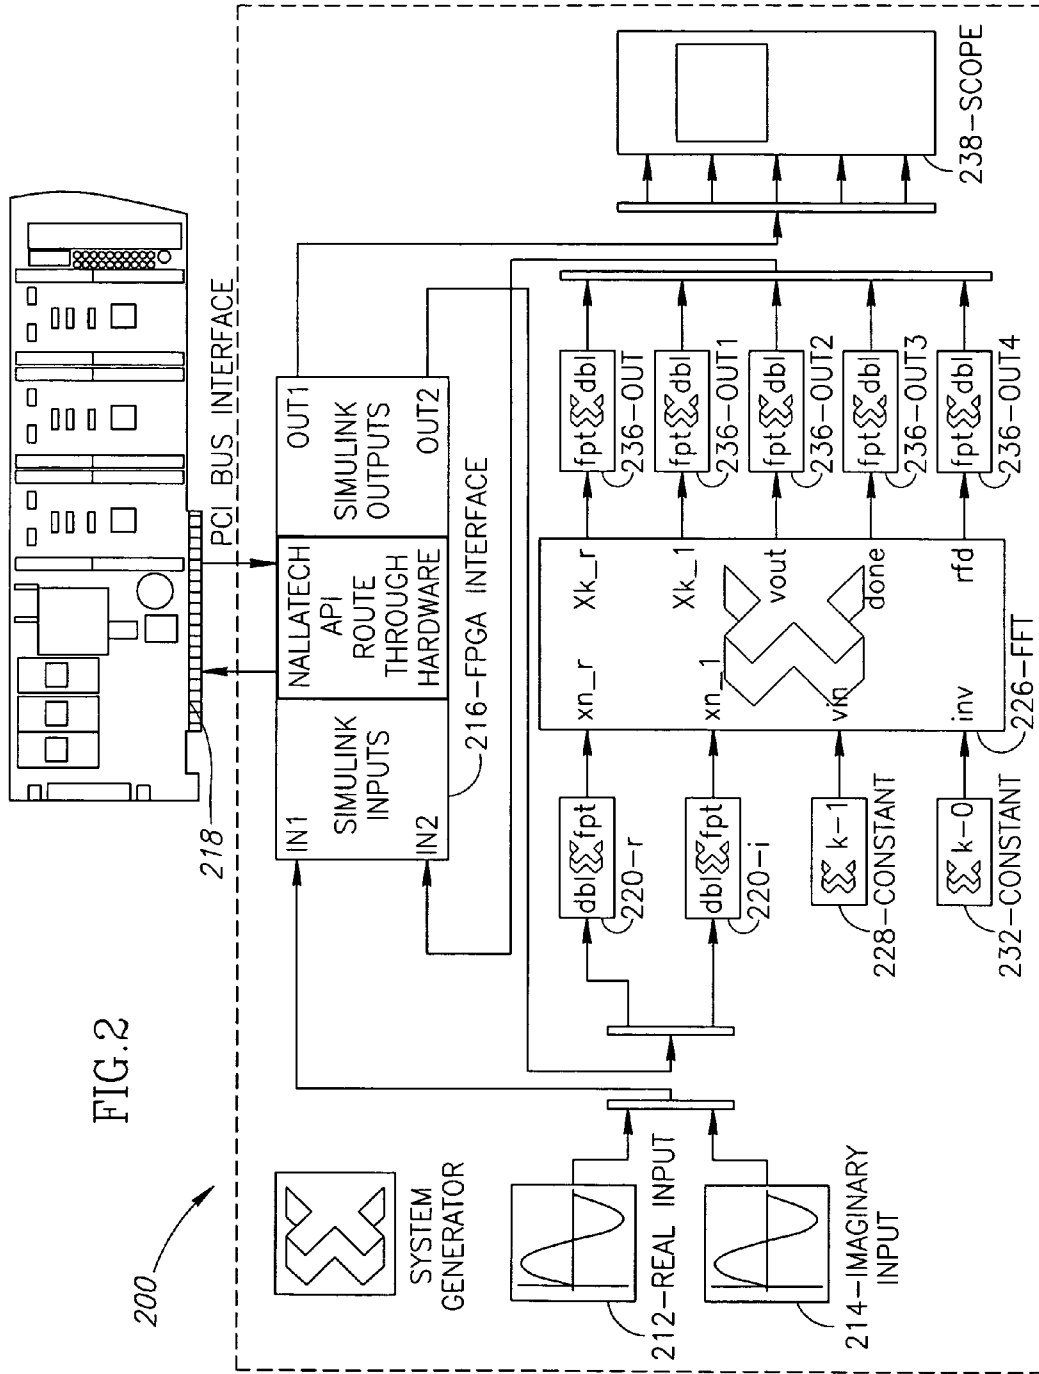 FIG.2
200
218
PCI BUS INTERFACE
SYSTEM
GENERATOR
IN1
IN2
SIMULINK
INPUTS
NALLATECH
API
ROUTE
THROUGH
HARDWARE
SIMULINK
OUTPUTS
OUT1
OUT2
216-FPGA INTERFACE
212-REAL INPUT
214-IMAGINARY
INPUT
dbl fpt
220-r
dbl fpt
220-i
k-1
228-CONSTANT
k-0
232-CONSTANT
xn_r
xn_1
vin
inv
Xk_r
Xk_1
vout
done
rfd
226-FFT
fpt dbl
236-OUT
fpt dbl
236-OUT1
fpt dbl
236-OUT2
fpt dbl
236-OUT3
fpt dbl
236-OUT4
238-SCOPE